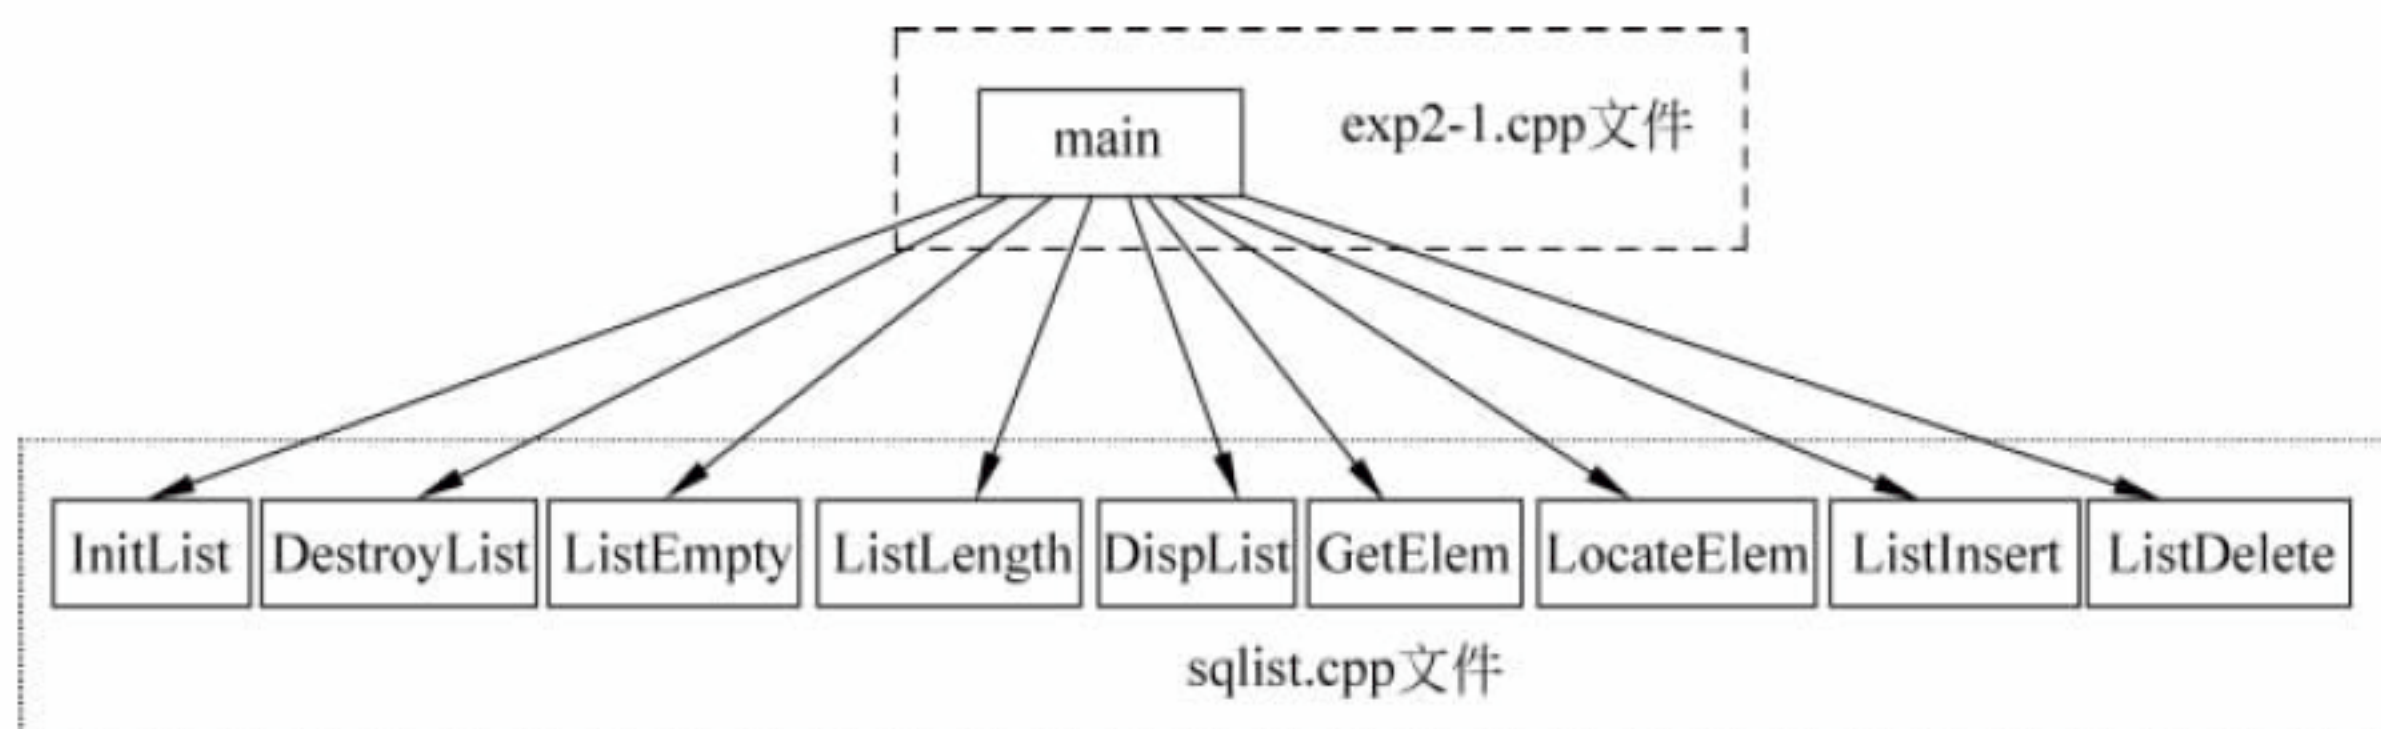 main
exp2-1.cpp文件
InitList
DestroyList
ListEmpty
ListLength
DispList
GetElem
LocateElem
ListInsert
ListDelete
sqlist.cpp文件